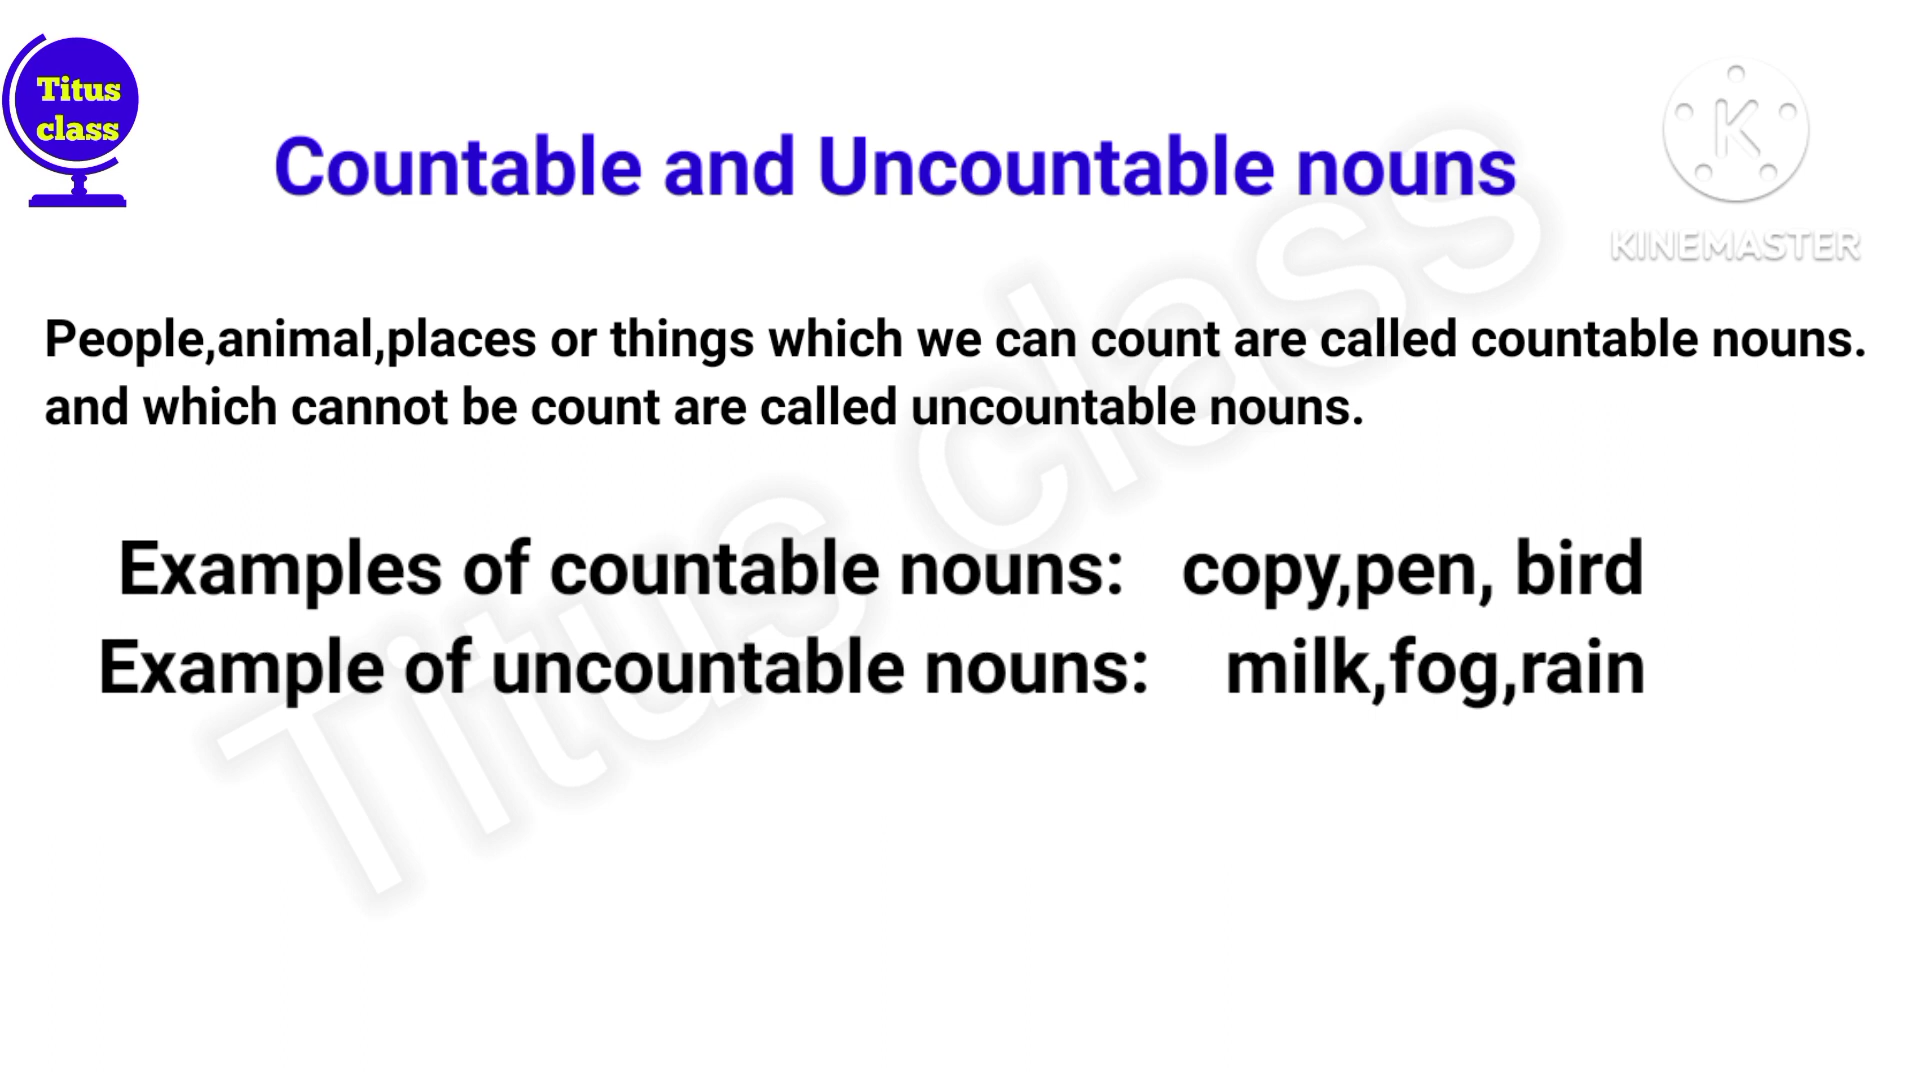 Titus
class
Countable and Uncountable nouns
K
KINEMASTER
People,animal,places or things which we can count are called countable nouns.
and which cannot be count are called uncountable nouns.
Examples of countable nouns: copy,pen, bird
Example of uncountable nouns: milk,fog,rain
Titus class